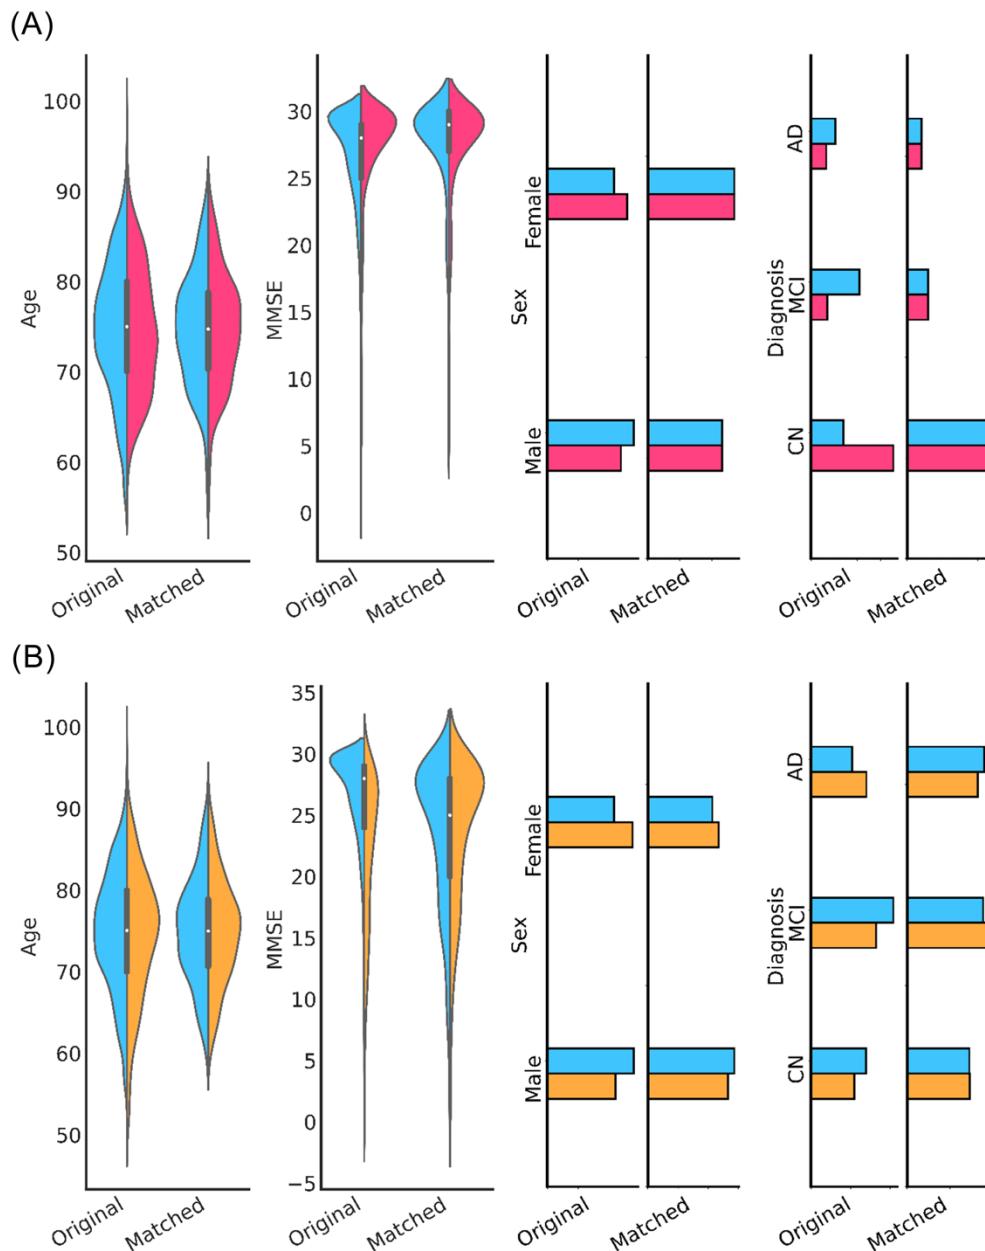 (A)
100
90
80
70
60
50
Age
Original
Matched
30
25
20
15
10
5
0
MMSE
Original
Matched
Female
Male
Sex
Original
Matched
AD
MCI
CN
Diagnosis
Original
Matched
(B)
100
90
80
70
60
50
Age
Original
Matched
35
30
25
20
15
10
5
0
−5
MMSE
Original
Matched
Female
Male
Sex
Original
Matched
AD
MCI
CN
Diagnosis
Original
Matched